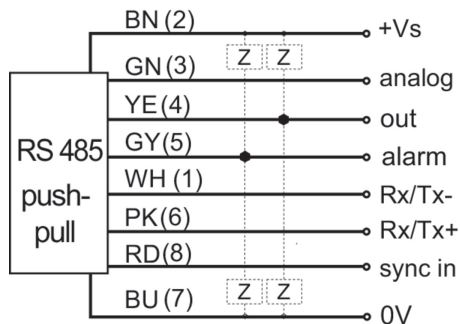 BN (2) +Vs
Z Z
GN (3) analog
YE (4) out
RS 485 GY (5) alarm
push- WH (1) Rx/Tx-
pull PK (6) Rx/Tx+
RD (8) sync in
Z Z
BU (7) 0V